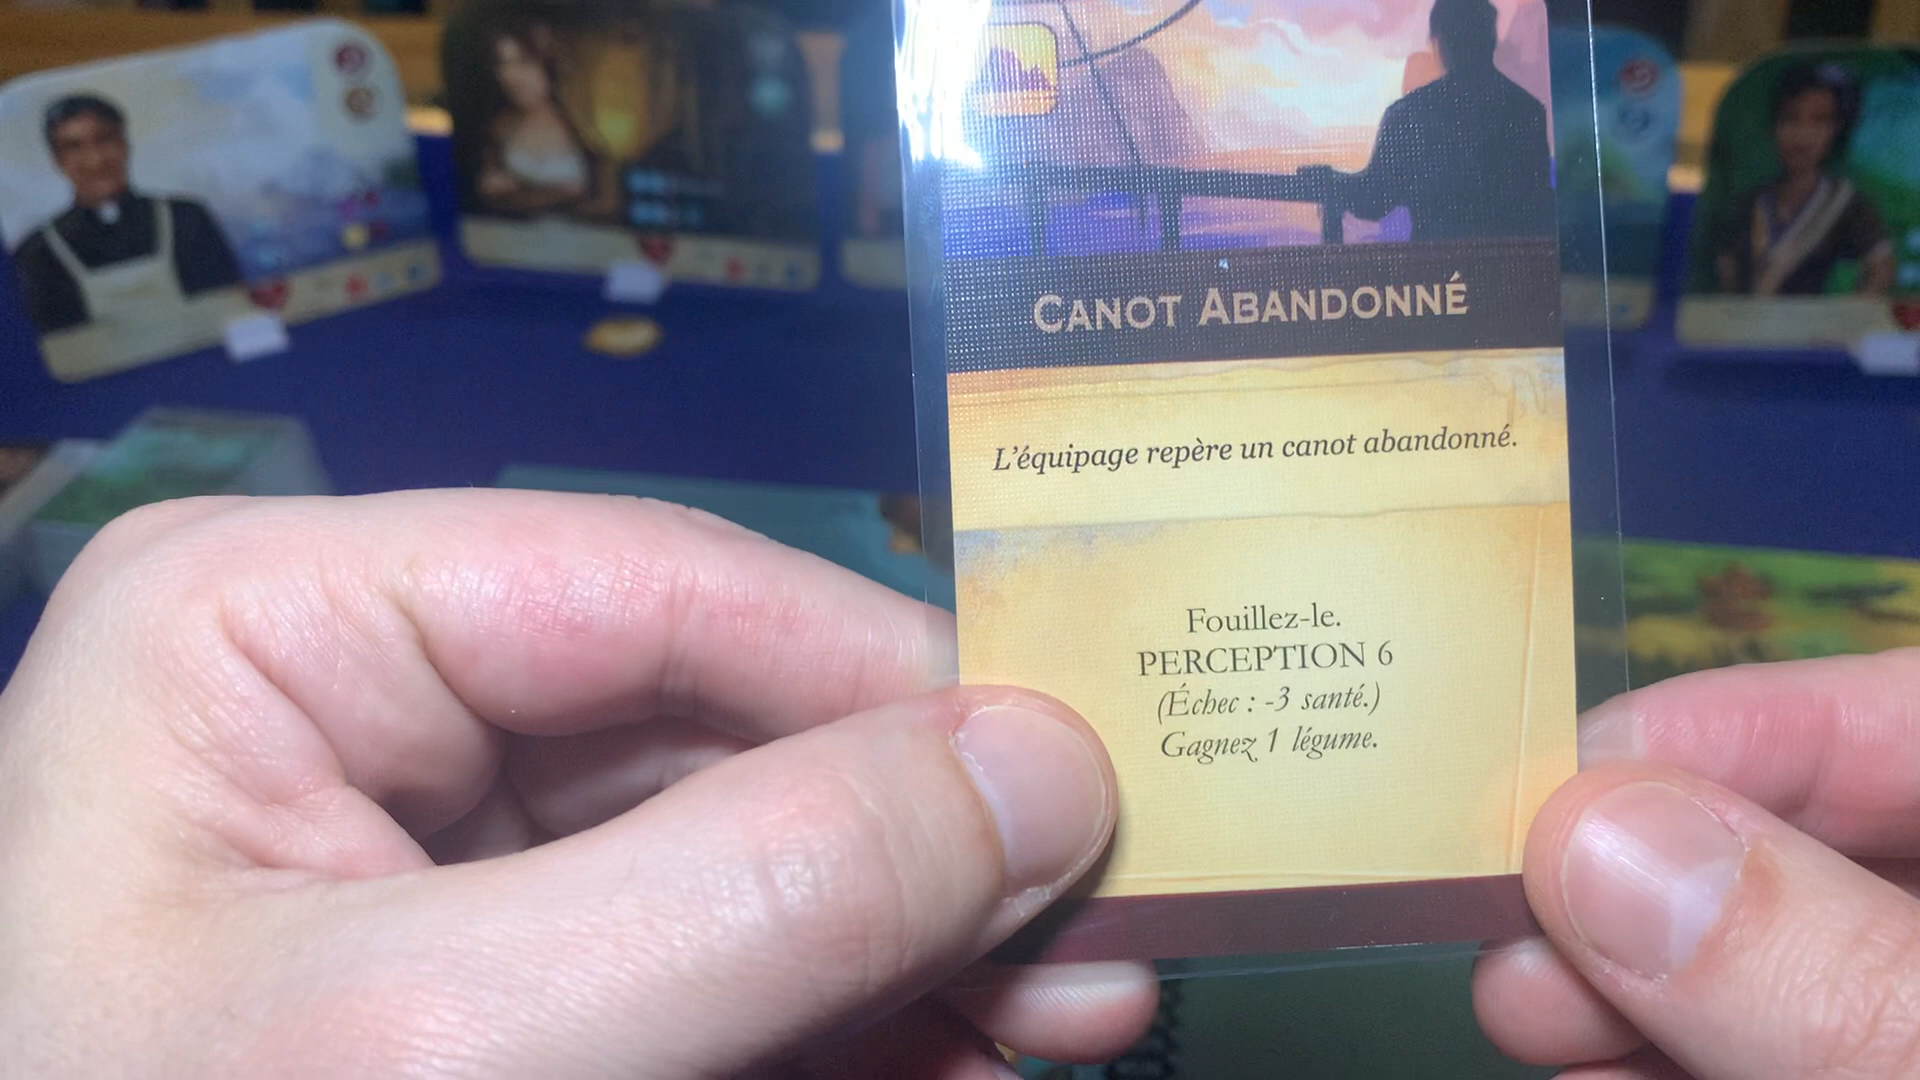 CANOT ABANDONNÉ
L'équipage repère un canot abandonné.
Fouillez-le.
PERCEPTION 6
(Échec : -3 santé.)
Gagnez 1 légume.